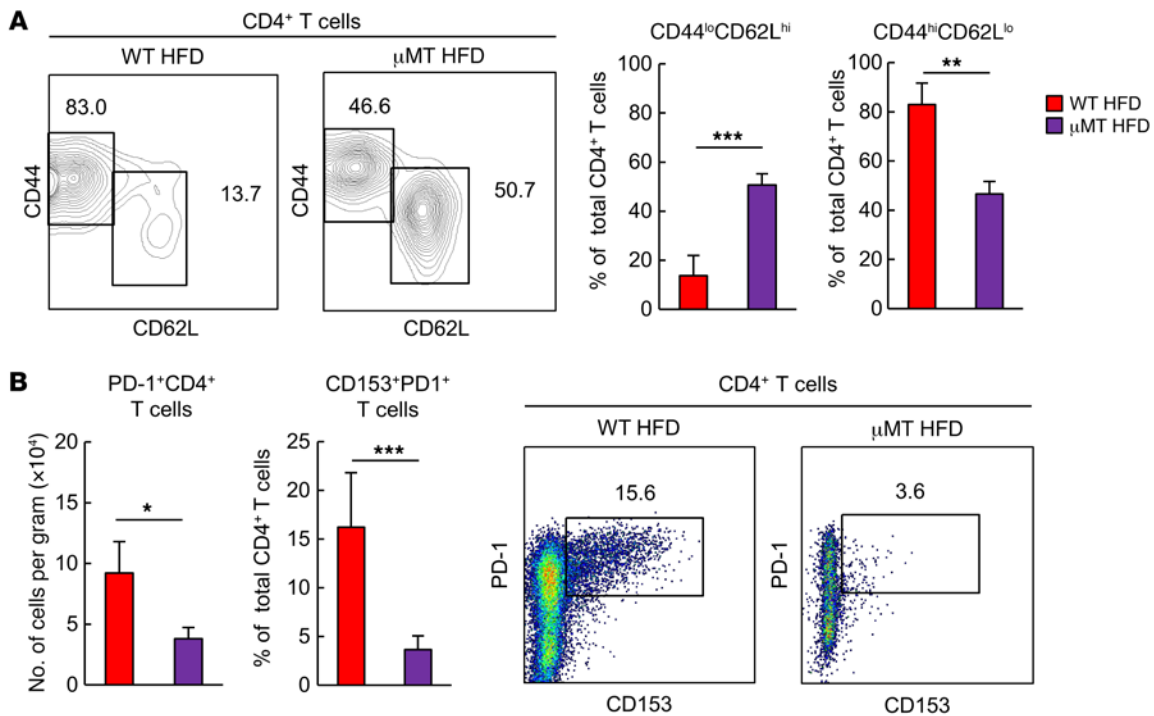 A
CD4⁺ T cells
WT HFD
μMT HFD
83.0
13.7
CD44
CD62L
46.6
50.7
CD44
CD62L
CD44ˡᵒCD62Lʰⁱ
% of total CD4⁺ T cells
100
80
60
40
20
0
***
CD44ʰⁱCD62Lˡᵒ
% of total CD4⁺ T cells
100
80
60
40
20
0
**
WT HFD
μMT HFD
B
PD-1⁺CD4⁺
T cells
No. of cells per gram (×10⁴)
20
15
10
5
0
*
CD153⁺PD1⁺
T cells
% of total CD4⁺ T cells
25
20
15
10
5
0
***
CD4⁺ T cells
WT HFD
μMT HFD
15.6
PD-1
CD153
3.6
PD-1
CD153